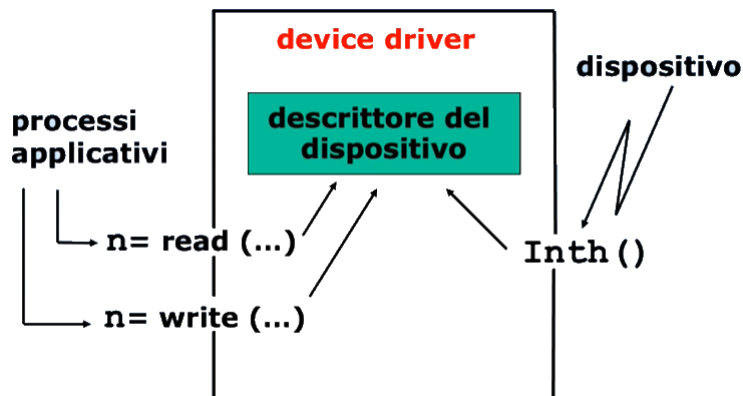 device driver
dispositivo
descrittore del
dispositivo
processi
applicativi
n= read (...)
Inth()
n= write (...)